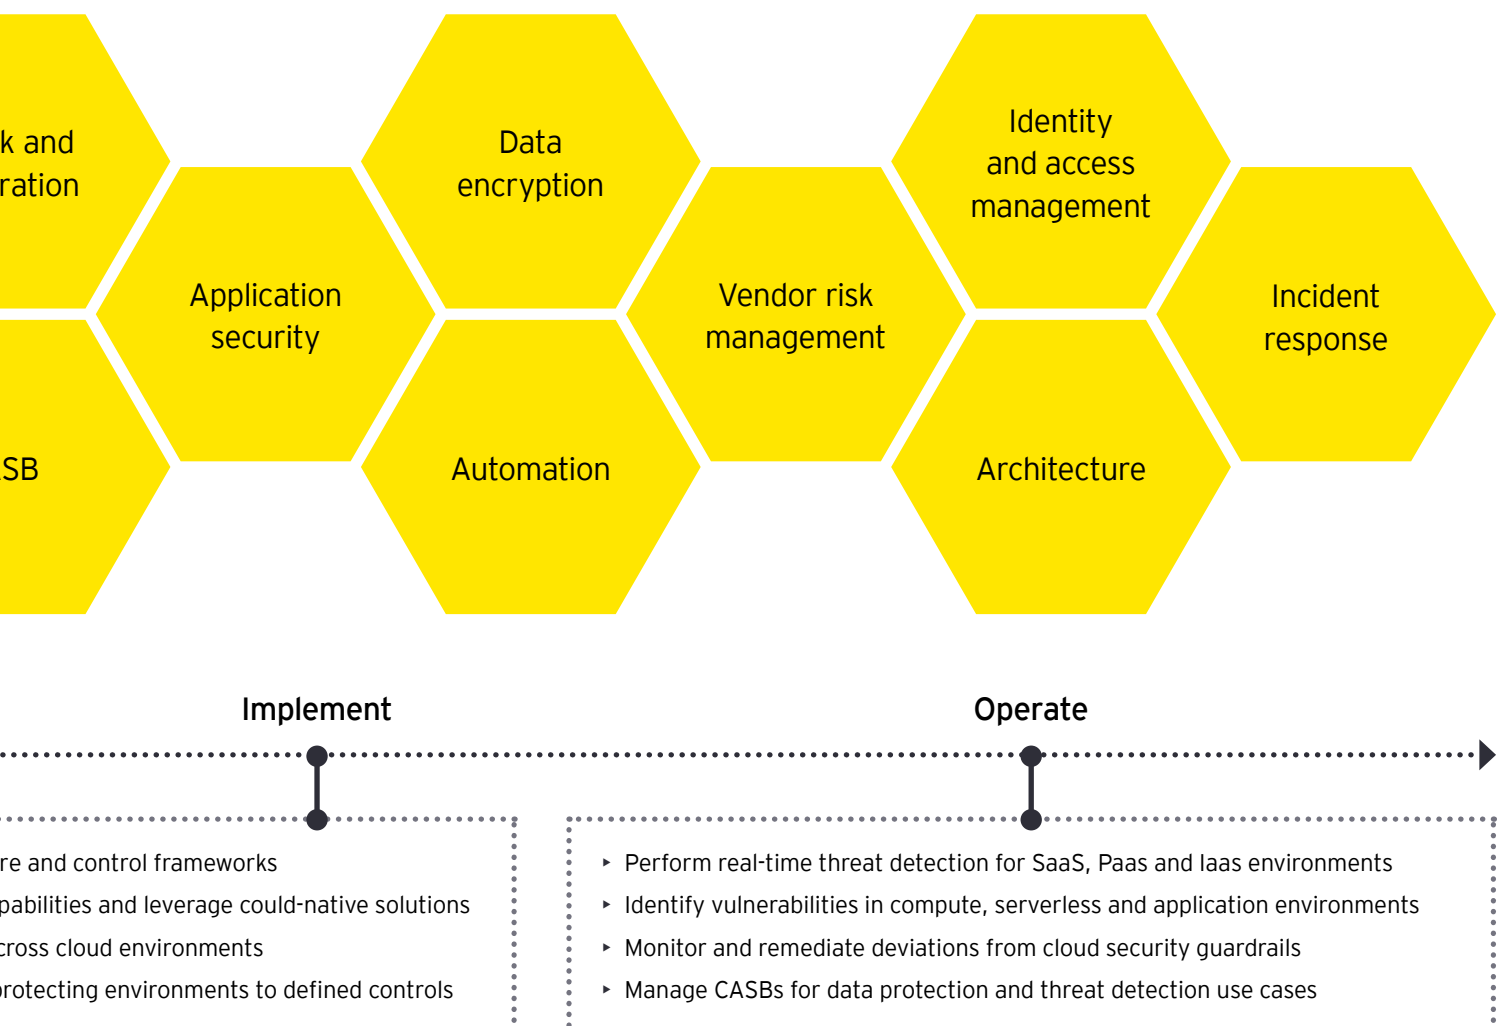 k and
ration
Data
encryption
Identity
and access
management
Application
security
Vendor risk
management
Incident
response
SB
Automation
Architecture
Implement
Operate
re and control frameworks
pabilities and leverage could-native solutions
cross cloud environments
protecting environments to defined controls
‣ Perform real-time threat detection for SaaS, Paas and Iaas environments
‣ Identify vulnerabilities in compute, serverless and application environments
‣ Monitor and remediate deviations from cloud security guardrails
‣ Manage CASBs for data protection and threat detection use cases